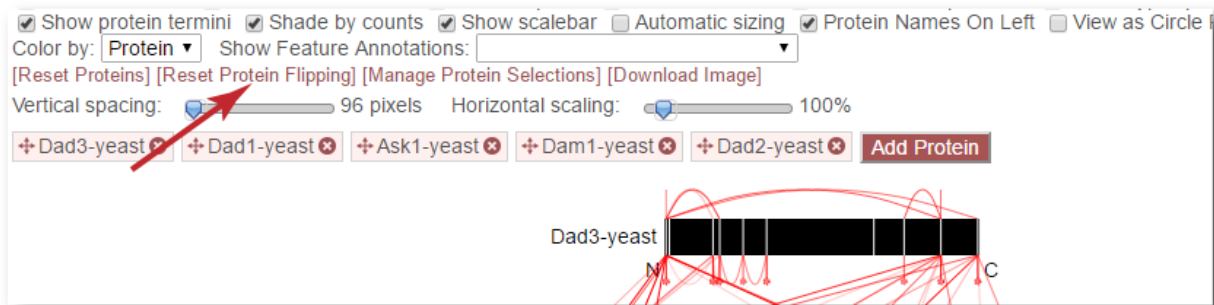 Show protein termini Shade by counts Show scalebar Automatic sizing Protein Names On Left View as Circle
Color by: Protein Show Feature Annotations:
[Reset Proteins] [Reset Protein Flipping] [Manage Protein Selections] [Download Image]
Vertical spacing: 96 pixels Horizontal scaling: 100%
Dad3-yeast Dad1-yeast Ask1-yeast Dam1-yeast Dad2-yeast Add Protein
Dad3-yeast
N C